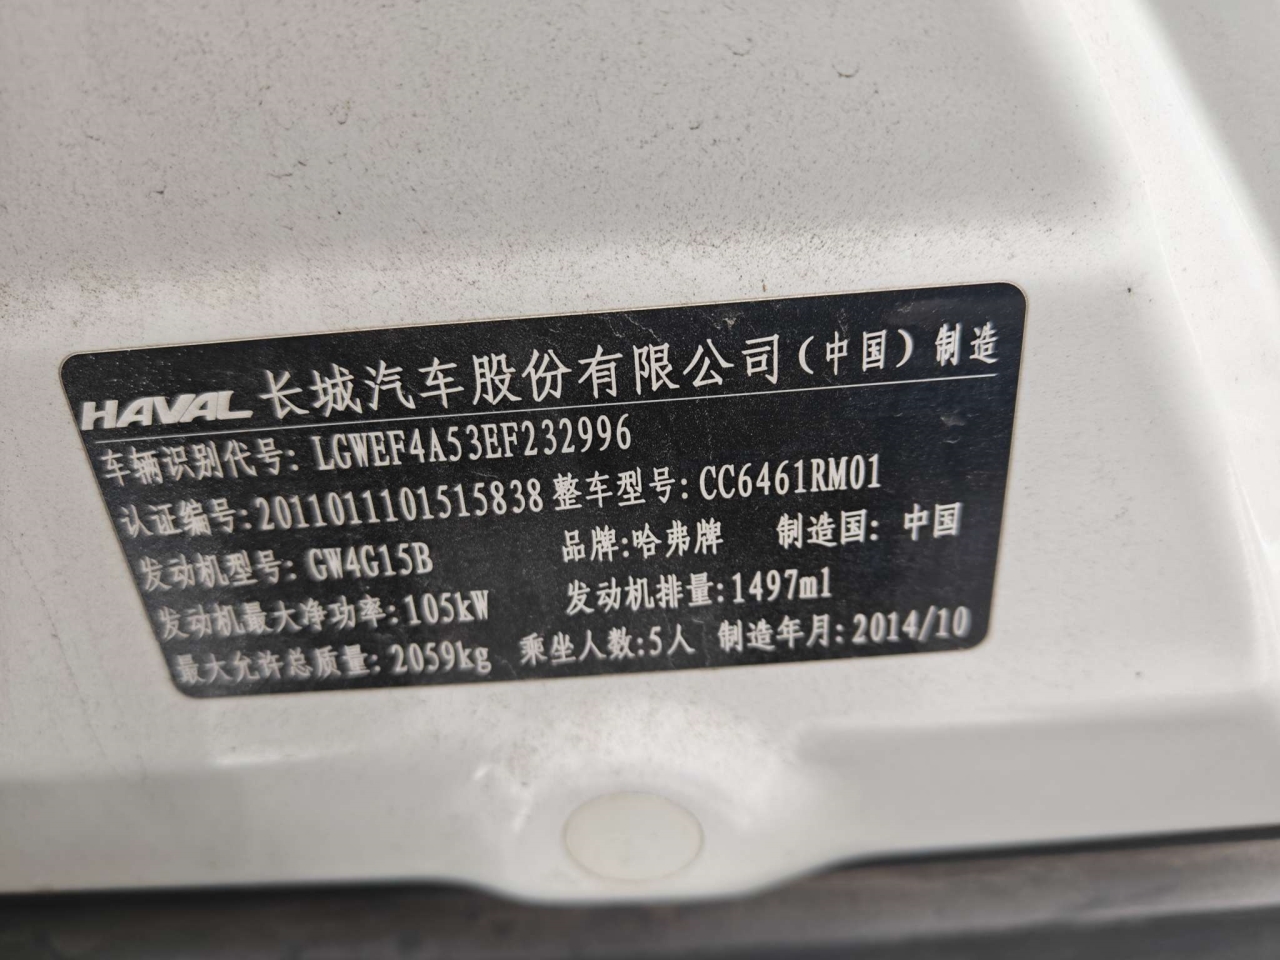 HAVAL 长城汽车股份有限公司(中国)制造
车辆识别代号: LGWEF4A53EF232996
认证编号: 2011011101515838 整车型号: CC6461RM01
发动机型号: GW4G15B 品牌: 哈弗牌 制造国: 中国
发动机最大净功率: 105kW 发动机排量: 1497ml
最大允许总质量: 2059kg 乘坐人数: 5人 制造年月: 2014/10